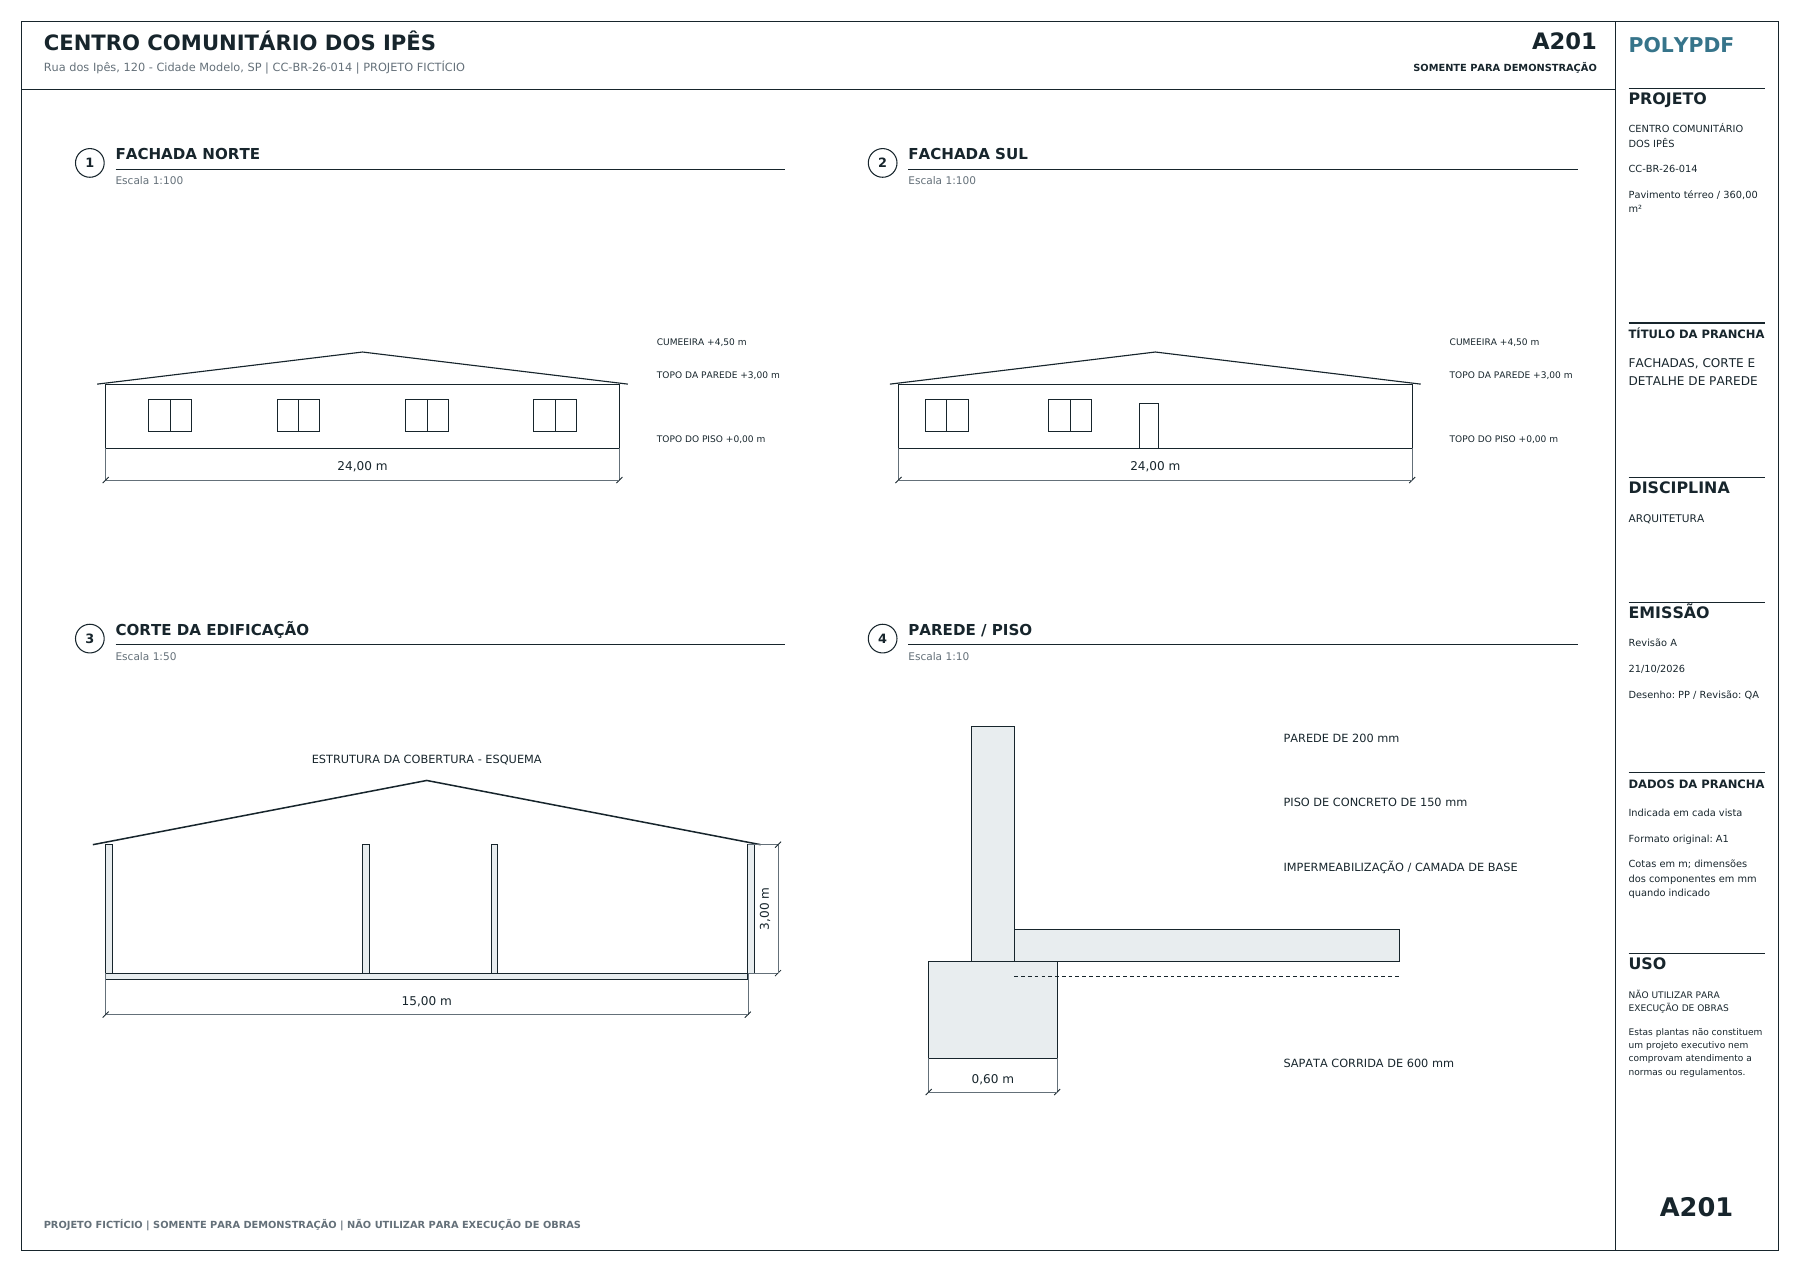 CENTRO COMUNITÁRIO DOS IPÊS
Rua dos Ipês, 120 - Cidade Modelo, SP | CC-BR-26-014 | PROJETO FICTÍCIO
A201
SOMENTE PARA DEMONSTRAÇÃO
1
FACHADA NORTE
Escala 1:100
CUMEEIRA +4,50 m
TOPO DA PAREDE +3,00 m
TOPO DO PISO +0,00 m
24,00 m
2
FACHADA SUL
Escala 1:100
CUMEEIRA +4,50 m
TOPO DA PAREDE +3,00 m
TOPO DO PISO +0,00 m
24,00 m
3
CORTE DA EDIFICAÇÃO
Escala 1:50
ESTRUTURA DA COBERTURA - ESQUEMA
3,00 m
15,00 m
4
PAREDE / PISO
Escala 1:10
PAREDE DE 200 mm
PISO DE CONCRETO DE 150 mm
IMPERMEABILIZAÇÃO / CAMADA DE BASE
SAPATA CORRIDA DE 600 mm
0,60 m
PROJETO FICTÍCIO | SOMENTE PARA DEMONSTRAÇÃO | NÃO UTILIZAR PARA EXECUÇÃO DE OBRAS
POLYPDF
PROJETO
CENTRO COMUNITÁRIO
DOS IPÊS
CC-BR-26-014
Pavimento térreo / 360,00
m²
TÍTULO DA PRANCHA
FACHADAS, CORTE E
DETALHE DE PAREDE
DISCIPLINA
ARQUITETURA
EMISSÃO
Revisão A
21/10/2026
Desenho: PP / Revisão: QA
DADOS DA PRANCHA
Indicada em cada vista
Formato original: A1
Cotas em m; dimensões
dos componentes em mm
quando indicado
USO
NÃO UTILIZAR PARA
EXECUÇÃO DE OBRAS
Estas plantas não constituem
um projeto executivo nem
comprovam atendimento a
normas ou regulamentos.
A201